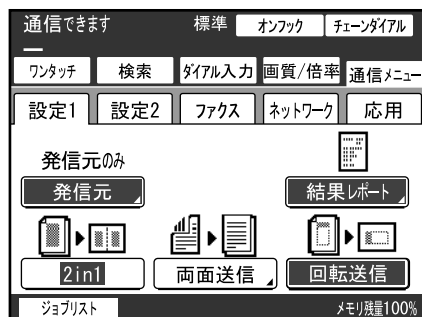 通信できます 標準 オンフック チェーンダイアル
ワンタッチ 検索 ダイアル入力 画質/倍率 通信メニュー
設定1 設定2 ファクス ネットワーク 応用
発信元のみ
発信元 結果レポート
2in1 両面送信 回転送信
ジョブリスト メモリ残量100%